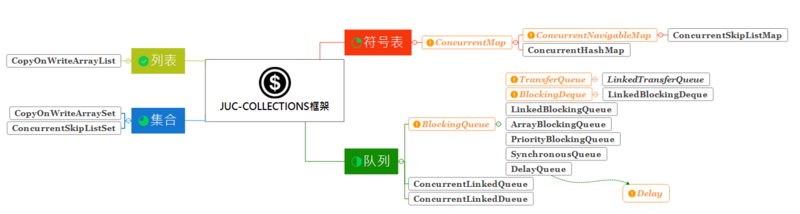 JUC-COLLECTIONS框架
列表
CopyOnWriteArrayList
集合
CopyOnWriteArraySet
ConcurrentSkipListSet
符号表
ConcurrentMap
ConcurrentNavigableMap
ConcurrentSkipListMap
ConcurrentHashMap
队列
BlockingQueue
TransferQueue
LinkedTransferQueue
BlockingDeque
LinkedBlockingDeque
LinkedBlockingQueue
ArrayBlockingQueue
PriorityBlockingQueue
SynchronousQueue
DelayQueue
Delay
ConcurrentLinkedQueue
ConcurrentLinkedDueue